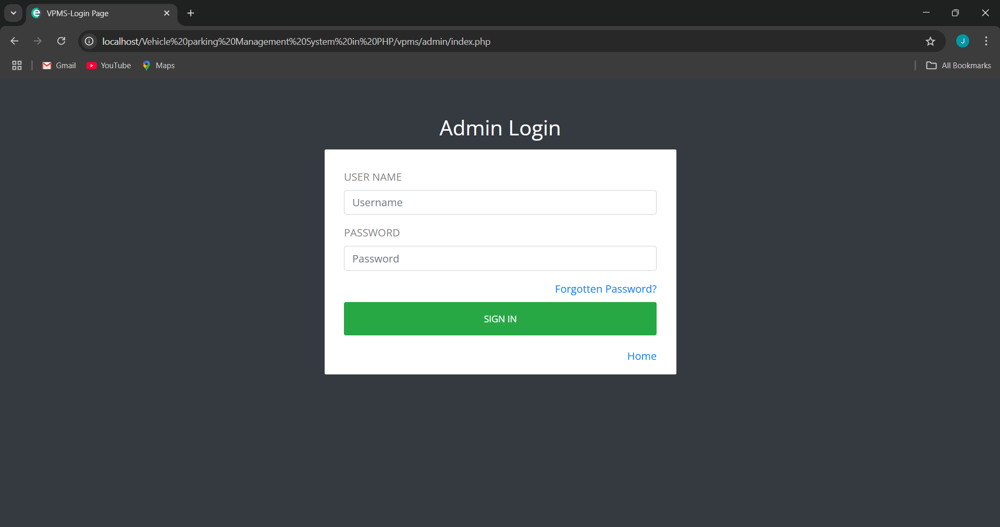 VPMS-Login Page
localhost/Vehicle%20parking%20Management%20System%20in%20PHP/vpms/admin/index.php
J
Gmail
YouTube
Maps
All Bookmarks
Admin Login
USER NAME
Username
PASSWORD
Password
Forgotten Password?
SIGN IN
Home